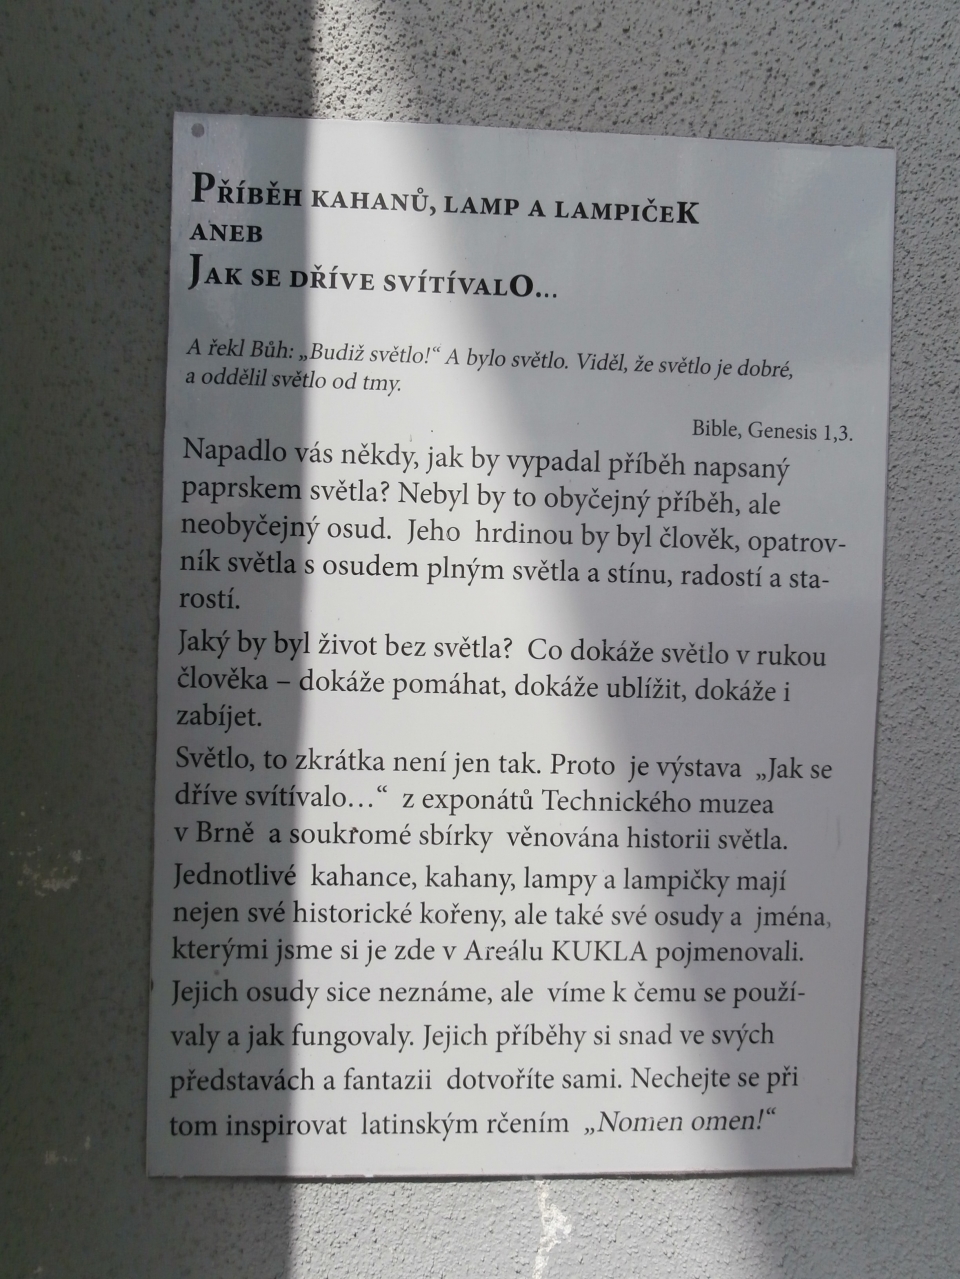 PŘÍBĚH KAHANŮ, LAMP A LAMPIČEK
ANEB
JAK SE DŘÍVE SVÍTÍVALO...
A řekl Bůh: „Budiž světlo!“ A bylo světlo. Viděl, že světlo je dobré,
a oddělil světlo od tmy.
Bible, Genesis 1,3.
Napadlo vás někdy, jak by vypadal příběh napsaný
paprskem světla? Nebyl by to obyčejný příběh, ale
neobyčejný osud. Jeho hrdinou by byl člověk, opatrov-
ník světla s osudem plným světla a stínu, radostí a sta-
rostí.
Jaký by byl život bez světla? Co dokáže světlo v rukou
člověka – dokáže pomáhat, dokáže ublížit, dokáže i
zabíjet.
Světlo, to zkrátka není jen tak. Proto je výstava „Jak se
dříve svítívalo…“ z exponátů Technického muzea
v Brně a soukromé sbírky věnována historii světla.
Jednotlivé kahance, kahany, lampy a lampičky mají
nejen své historické kořeny, ale také své osudy a jména,
kterými jsme si je zde v Areálu KUKLA pojmenovali.
Jejich osudy sice neznáme, ale víme k čemu se použí-
valy a jak fungovaly. Jejich příběhy si snad ve svých
představách a fantazii dotvoříte sami. Nechejte se při
tom inspirovat latinským rčením „Nomen omen!“